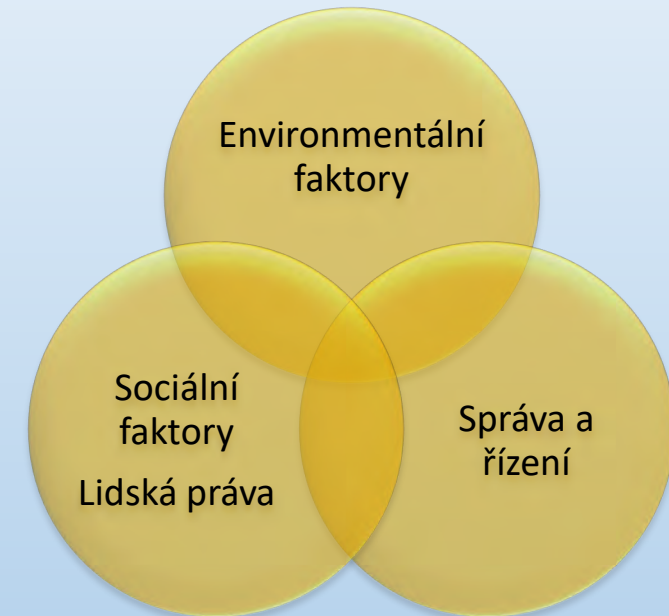 Environmentální
faktory
Sociální
faktory
Lidská práva
Správa a
řízení